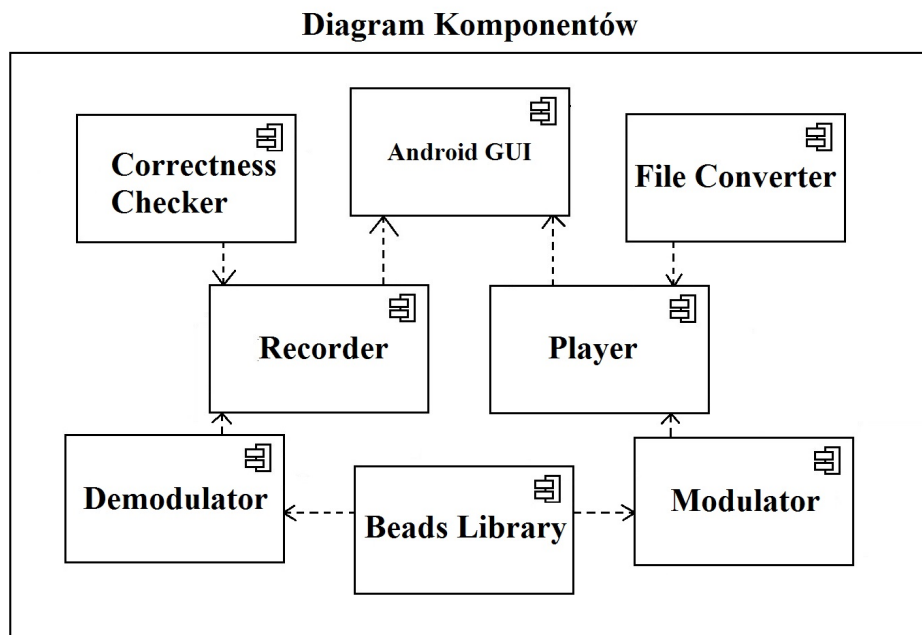 Diagram Komponentów
Correctness
Checker
Android GUI
File Converter
Recorder
Player
Demodulator
Beads Library
Modulator